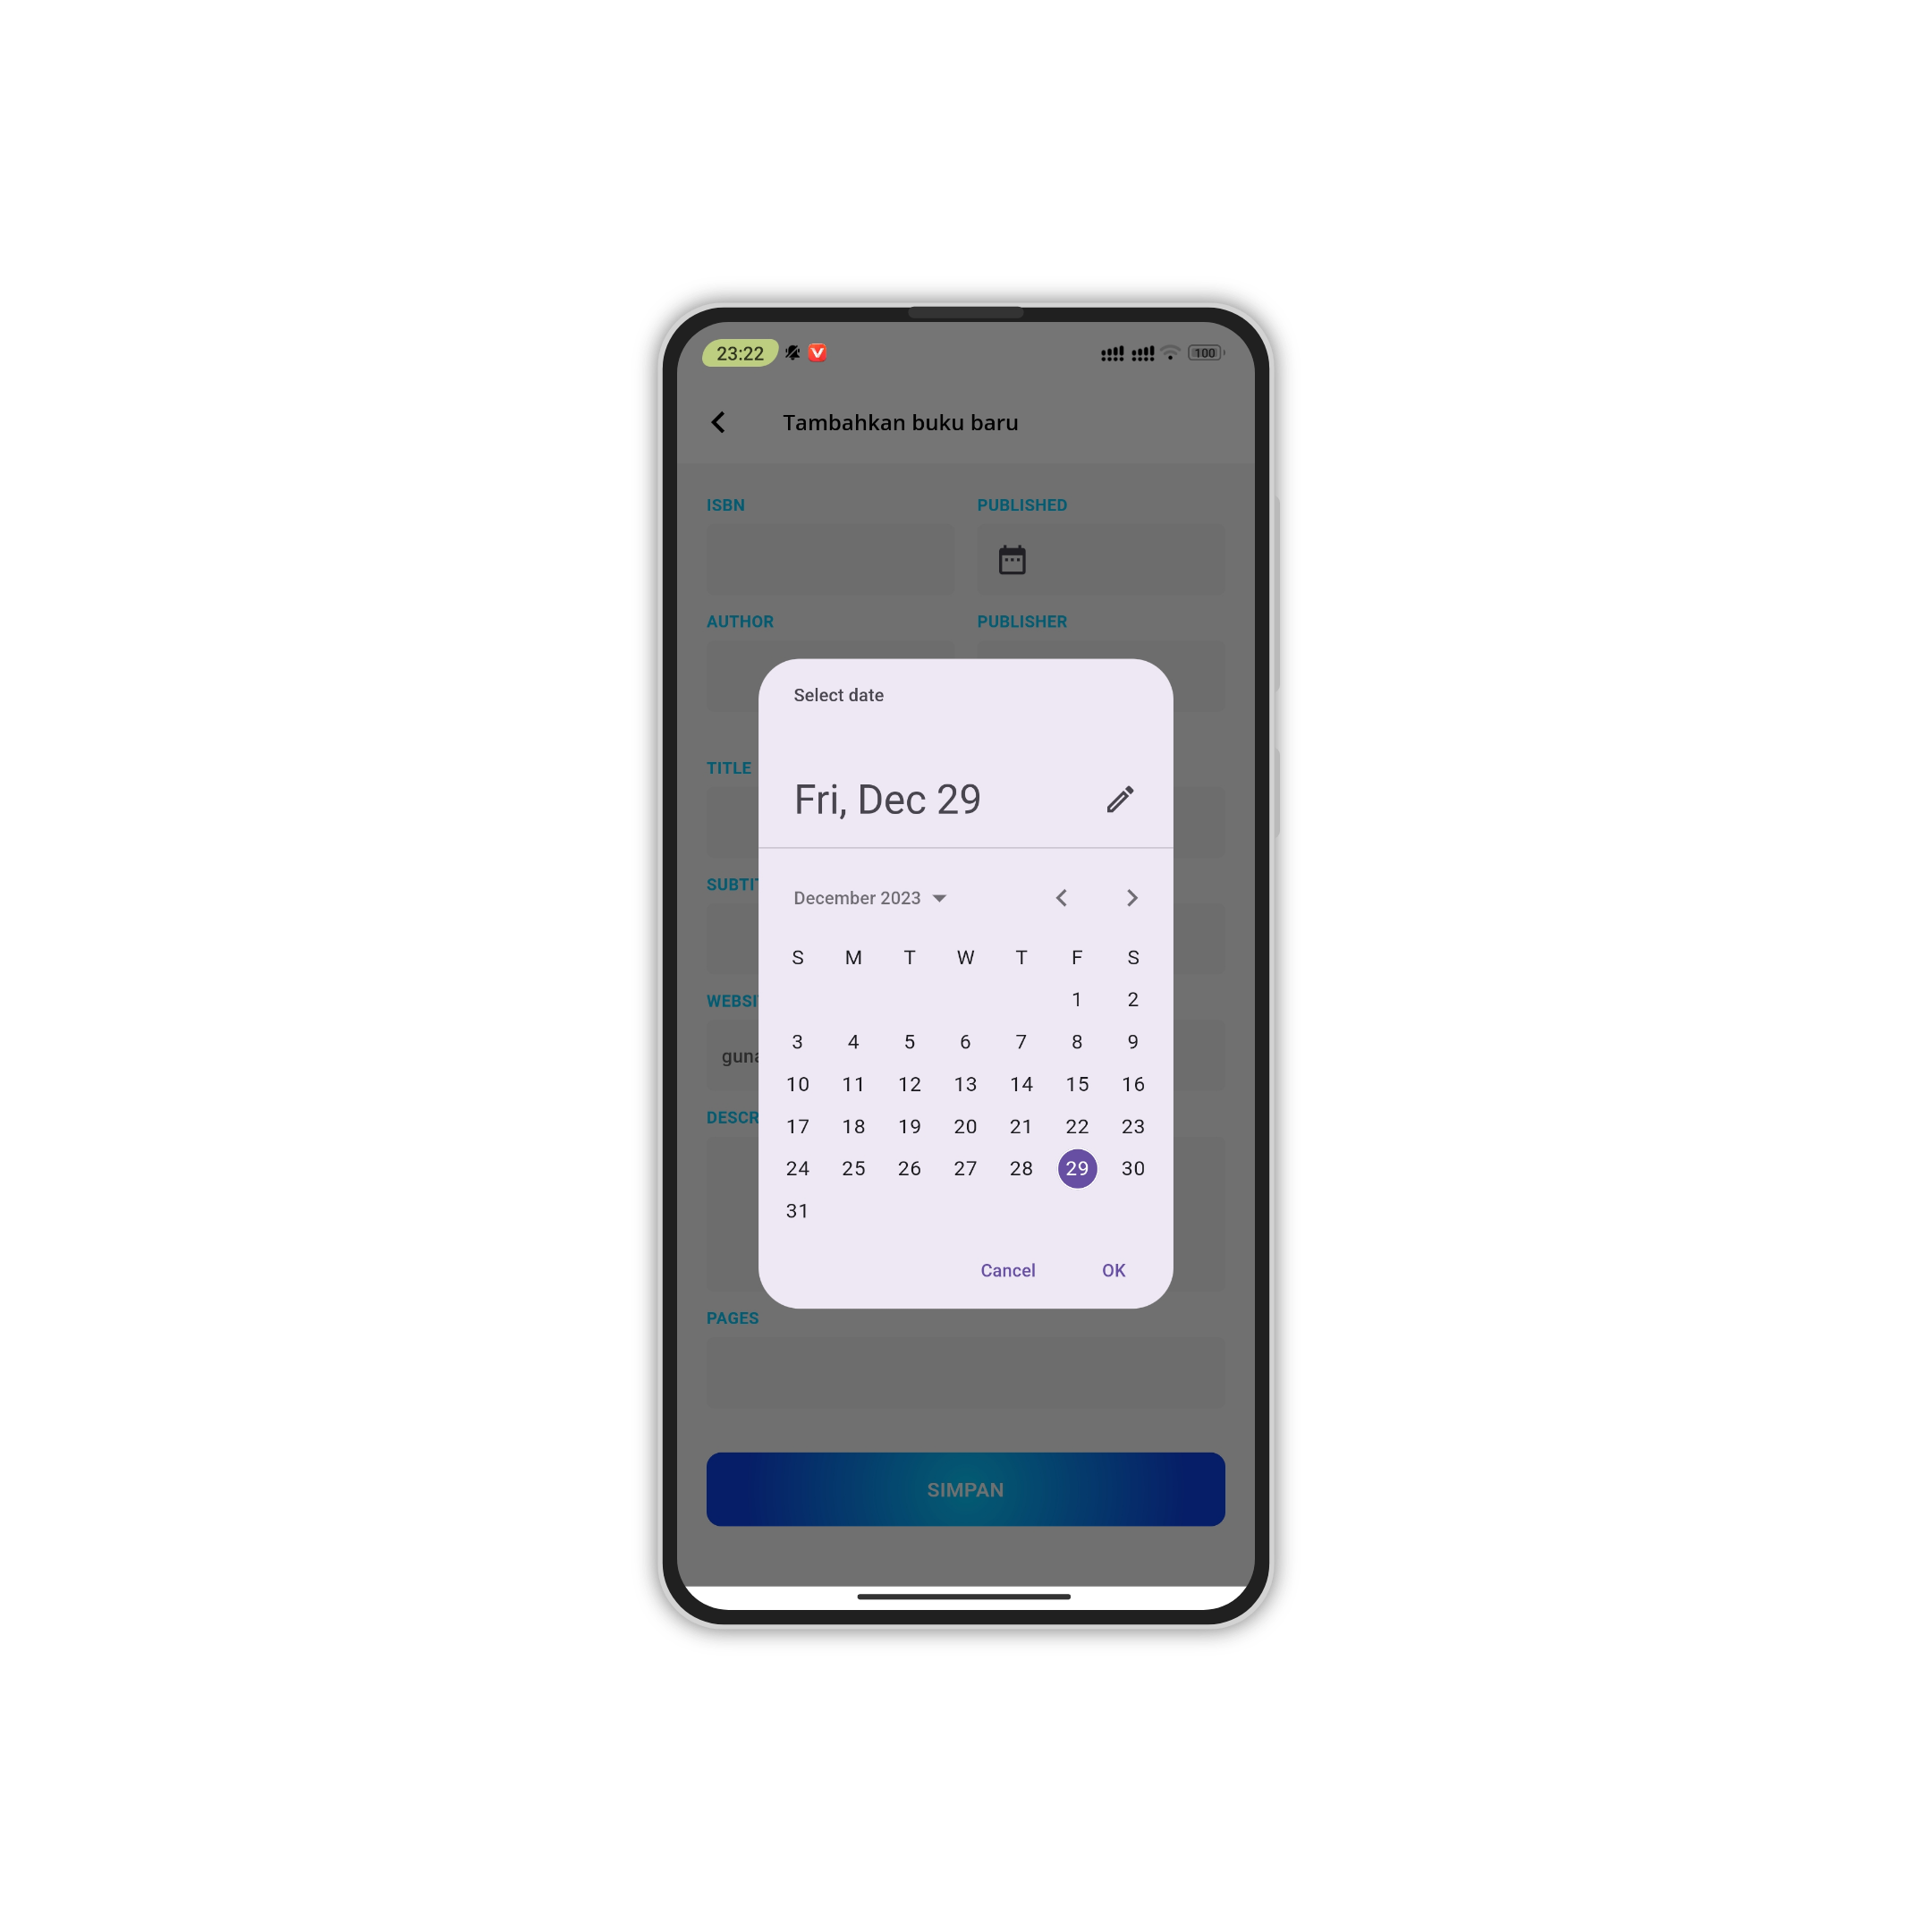 23:22
100
Tambahkan buku baru
ISBN PUBLISHED
AUTHOR PUBLISHER
Select date
TITLE
Fri, Dec 29
SUBTIT
December 2023
S M T W T F S
1 2
WEBSI
3 4 5 6 7 8 9
guna
10 11 12 13 14 15 16
DESCR
17 18 19 20 21 22 23
24 25 26 27 28 29 30
31
Cancel OK
PAGES
SIMPAN